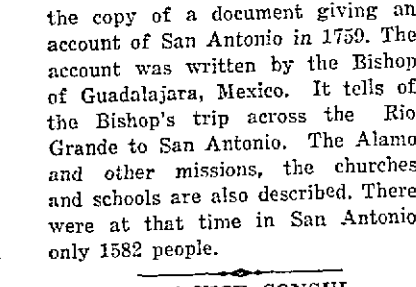 the copy of a document giving an
account of San Antonio in 1759. The
account was written by the Bishop
of Guadalajara, Mexico. It tells of
the Bishop's trip across the Rio
Grande to San Antonio. The Alamo
and other missions, the churches
and schools are also described. There
were at that time in San Antonio
only 1582 people.